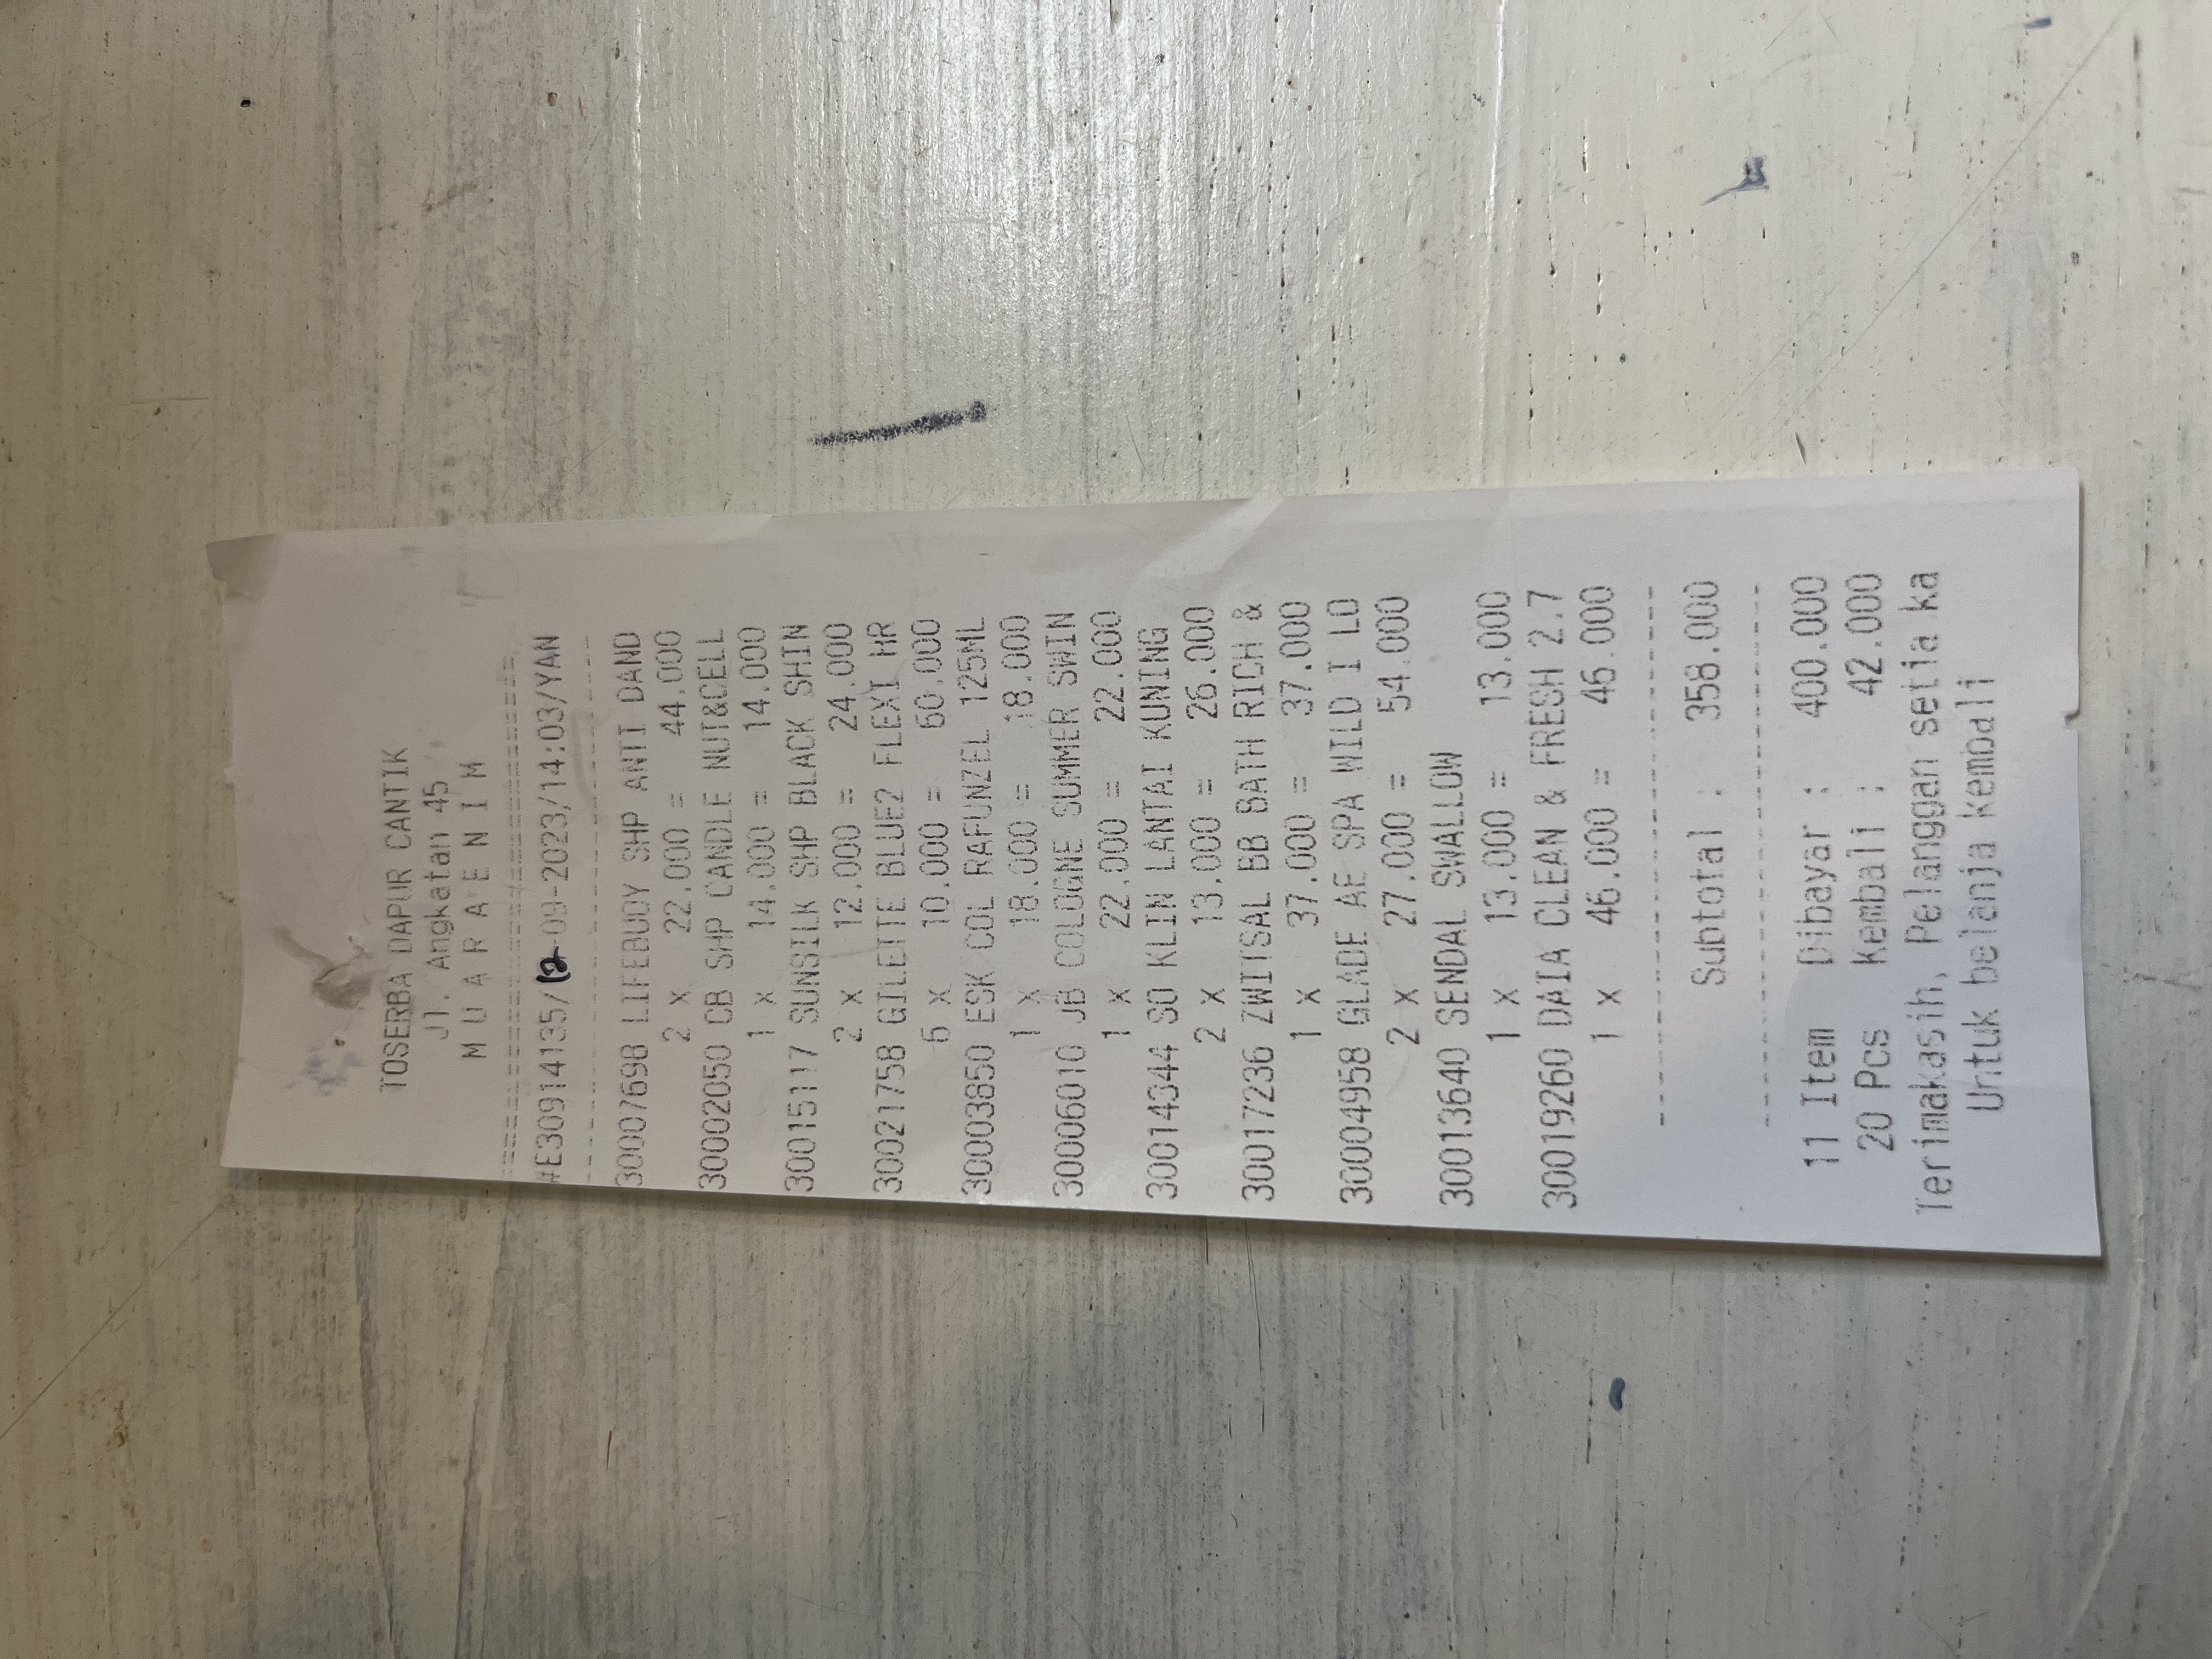 TOSERBA DAPUR CANTIK
Jl. Angkatan 45
M U A R A E N I M
#E30914135/12-09-2023/14:03/YAN
30007698 LIFEBUOY SHP ANTI DAND
2 x 22.000 = 44.000
30002050 CB SHP CANDLE NUT&CELL
1 x 14.000 = 14.000
30015117 SUNSILK SHP BLACK SHIN
2 x 12.000 = 24.000
30021758 GILETTE BLUE2 FLEXI HR
6 x 10.000 = 60.000
30003850 ESK COL RAFUNZEL 125ML
1 x 18.000 = 18.000
30006010 JB COLOGNE SUMMER SWIN
1 x 22.000 = 22.000
30014344 SO KLIN LANTAI KUNING
2 x 13.000 = 26.000
30017236 ZWITSAL BB BATH RICH &
1 x 37.000 = 37.000
30004958 GLADE AE SPA WILD I LO
2 x 27.000 = 54.000
30013640 SENDAL SWALLOW
1 x 13.000 = 13.000
30019260 DAIA CLEAN & FRESH 2.7
1 x 46.000 = 46.000
Subtotal : 358.000
11 Item Dibayar : 400.000
20 Pcs Kembali : 42.000
Terimakasih, Pelanggan setia ka
Untuk belanja kembali